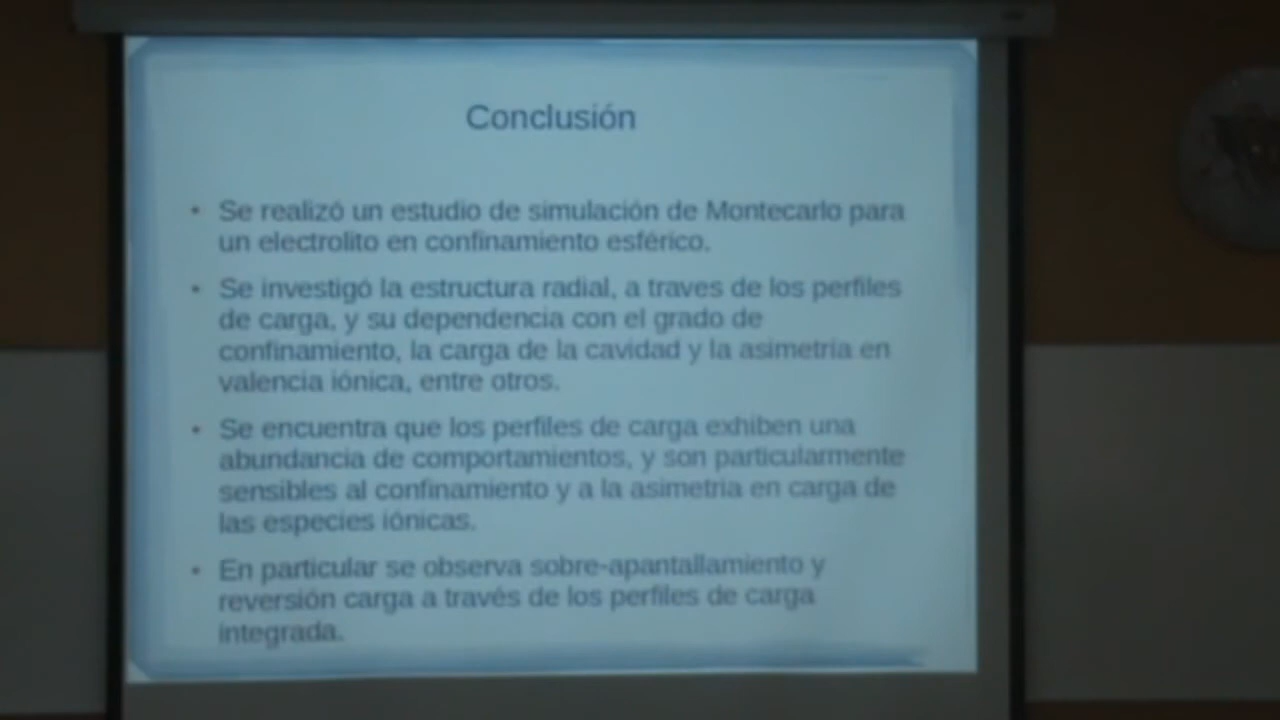 Conclusión
• Se realizó un estudio de simulación de Montecarlo para
un electrolito en confinamiento esférico.
• Se investigó la estructura radial, a traves de los perfiles
de carga, y su dependencia con el grado de
confinamiento, la carga de la cavidad y la asimetria en
valencia iónica, entre otros.
• Se encuentra que los perfiles de carga exhiben una
abundancia de comportamientos, y son particularmente
sensibles al confinamiento y a la asimetria en carga de
las especies iónicas.
• En particular se observa sobre-apantallamiento y
reversión carga a través de los perfiles de carga
integrada.